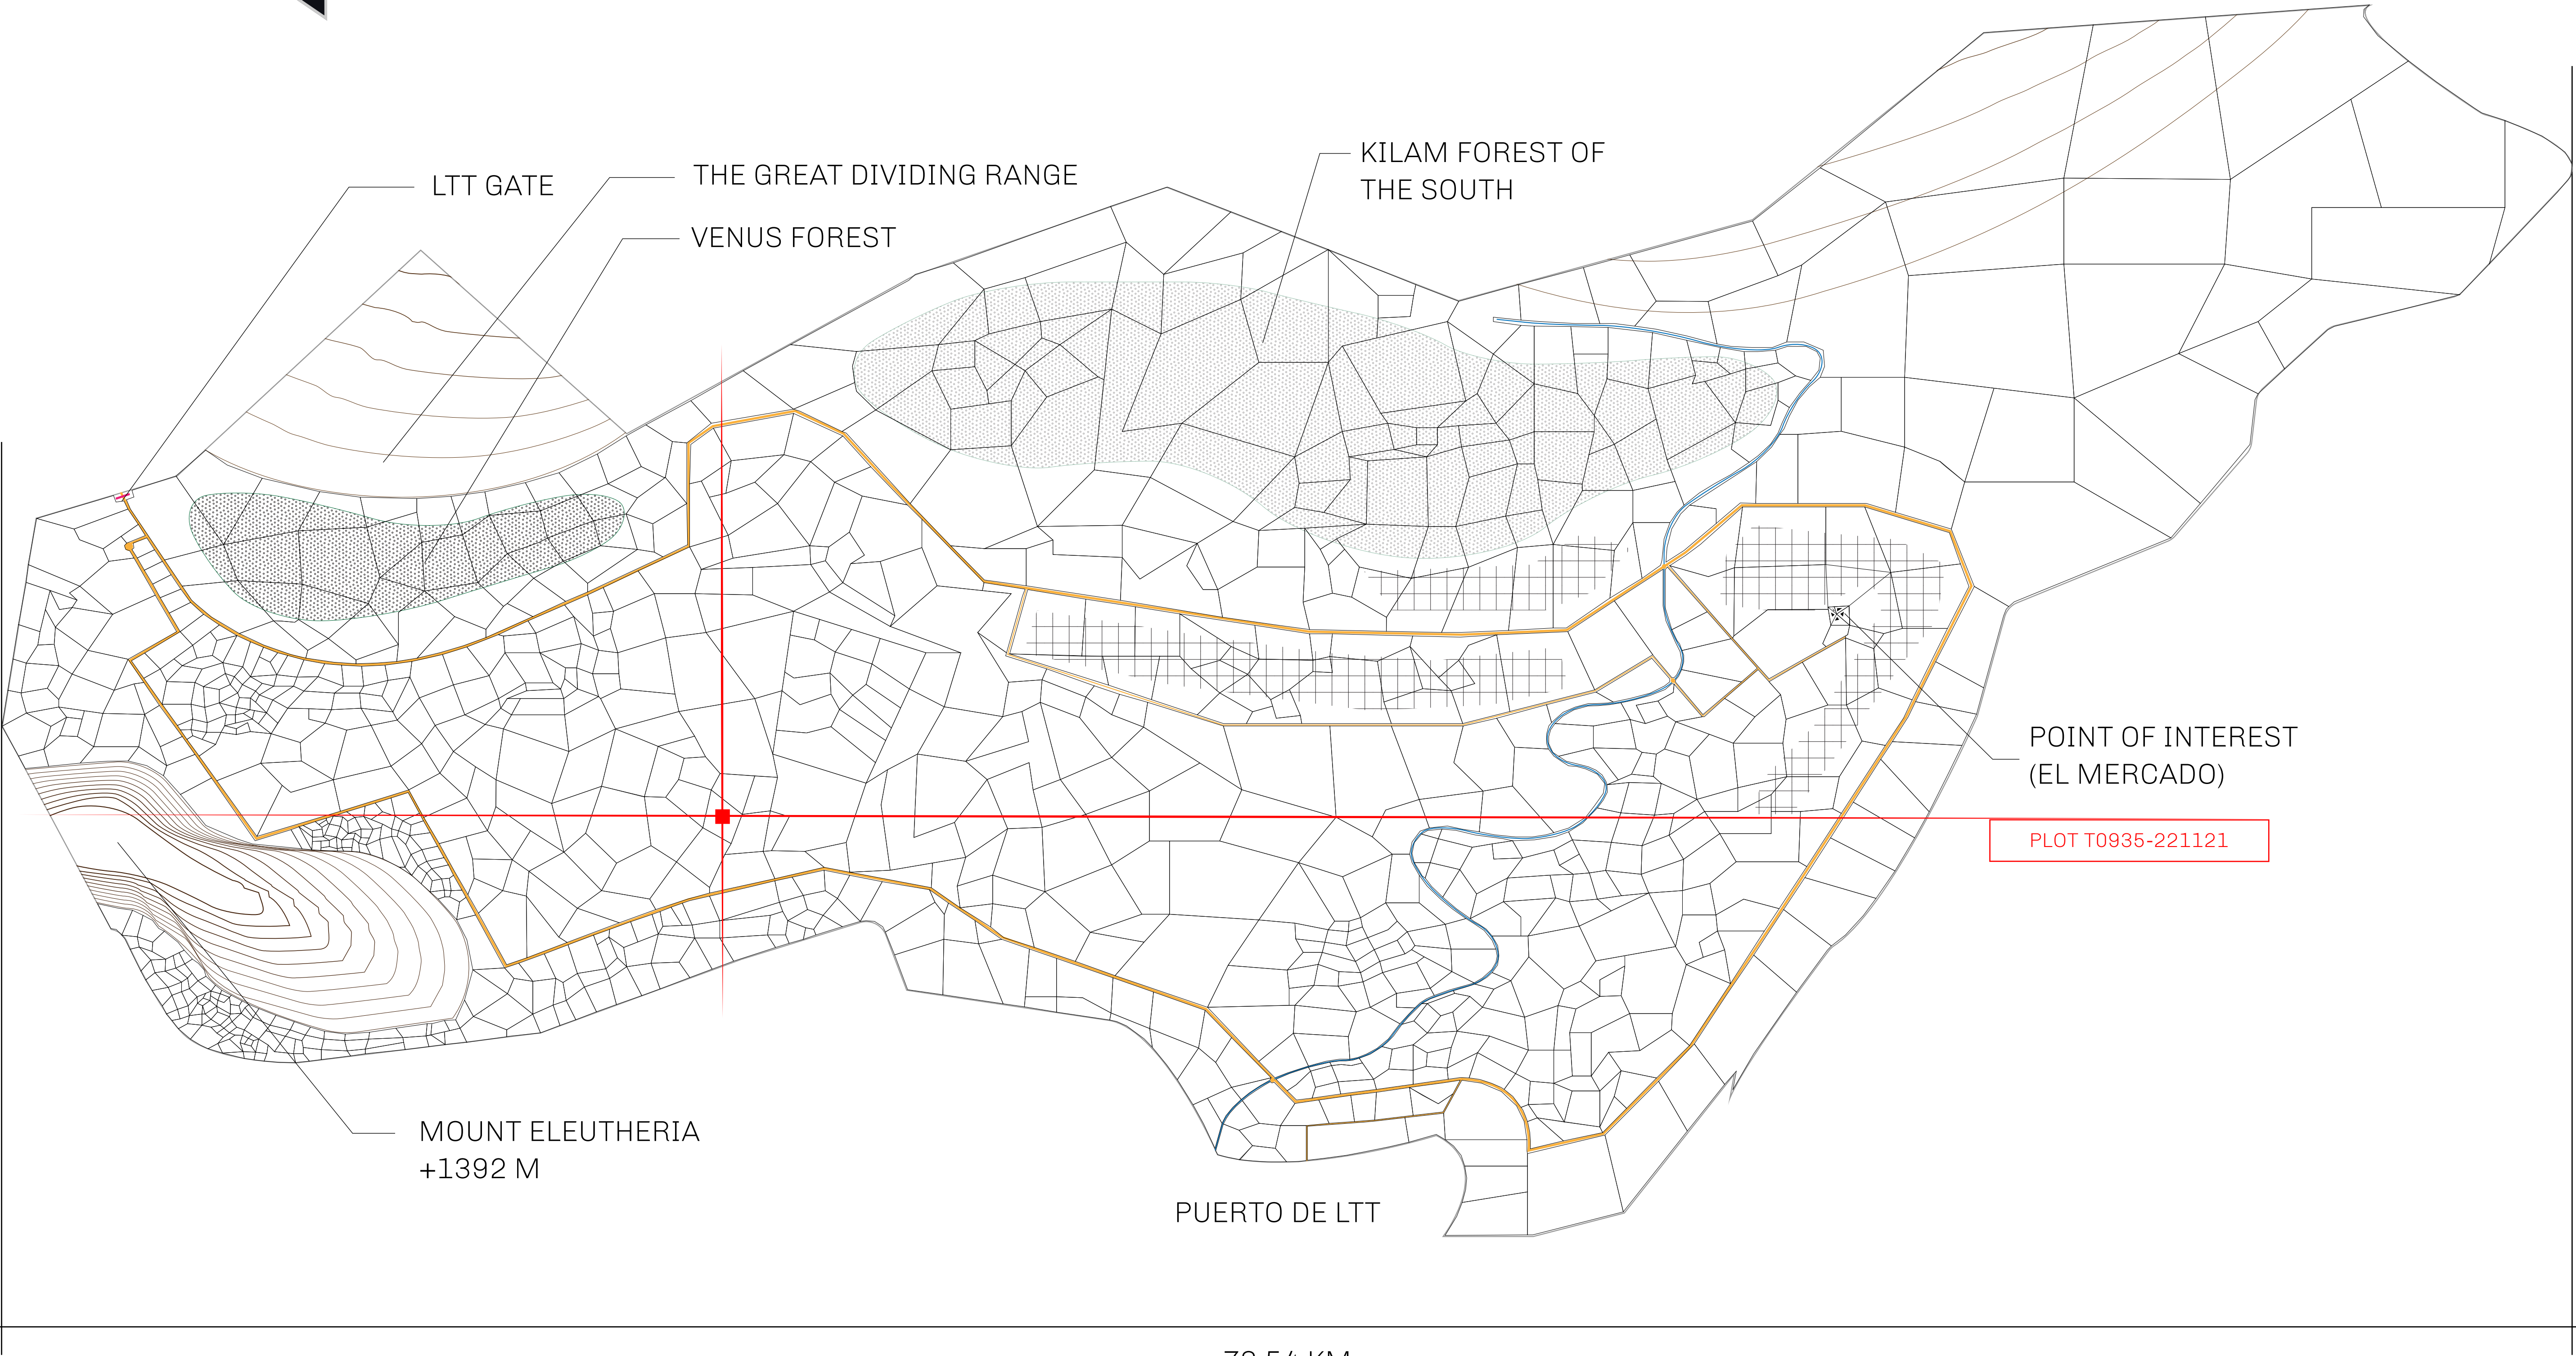 KILAM FOREST OF
THE SOUTH
LTT GATE
THE GREAT DIVIDING RANGE
VENUS FOREST
POINT OF INTEREST
(EL MERCADO)
PLOT T0935-221121
MOUNT ELEUTHERIA
+1392 M
PUERTO DE LTT
KM